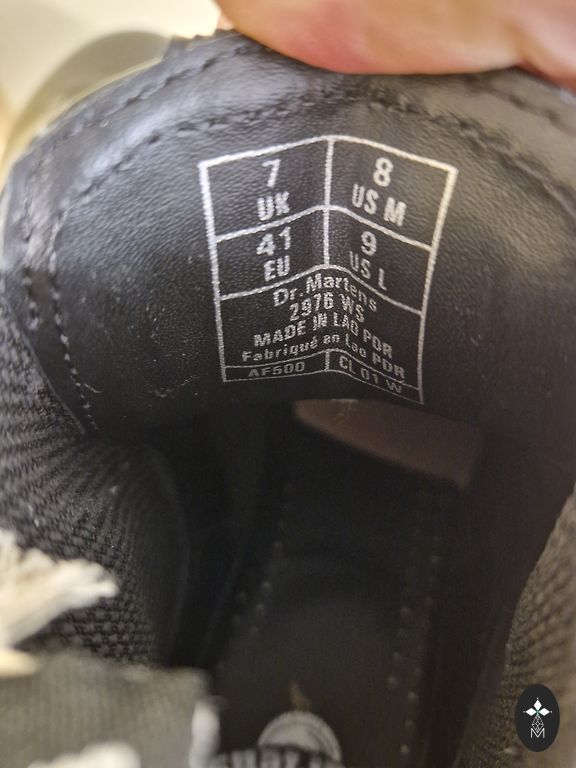 7 8
UK US M
41 9
EU US L
Dr. Martens
2976 WS
MADE IN LAO PDR
Fabriqué en Lao PDR
AF500 CL 01 W
M